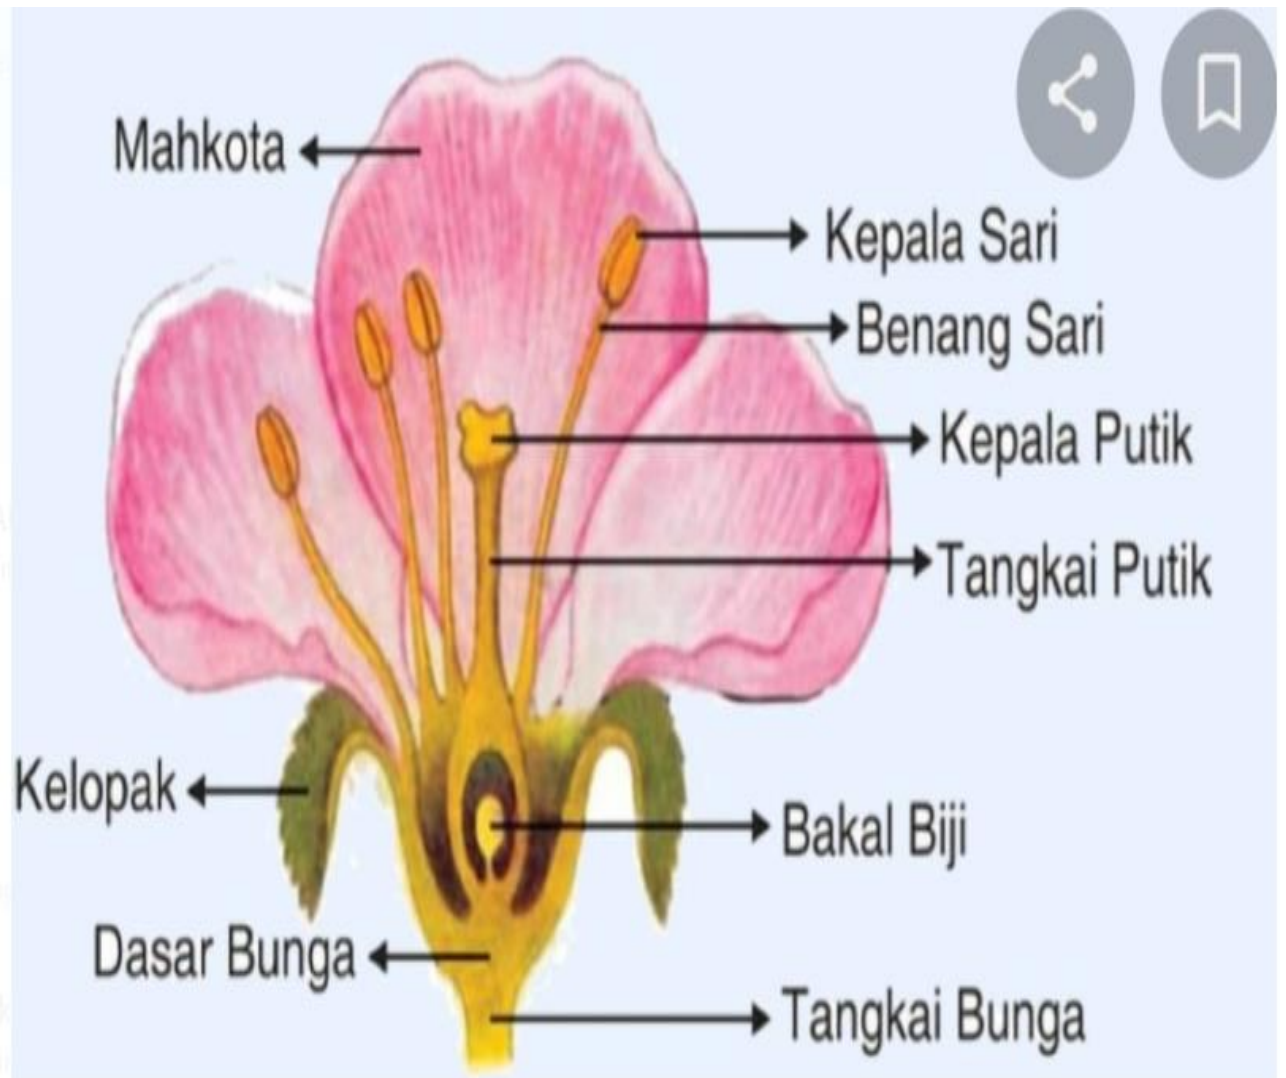 Mahkota
Kepala Sari
Benang Sari
Kepala Putik
Tangkai Putik
Kelopak
Bakal Biji
Dasar Bunga
Tangkai Bunga